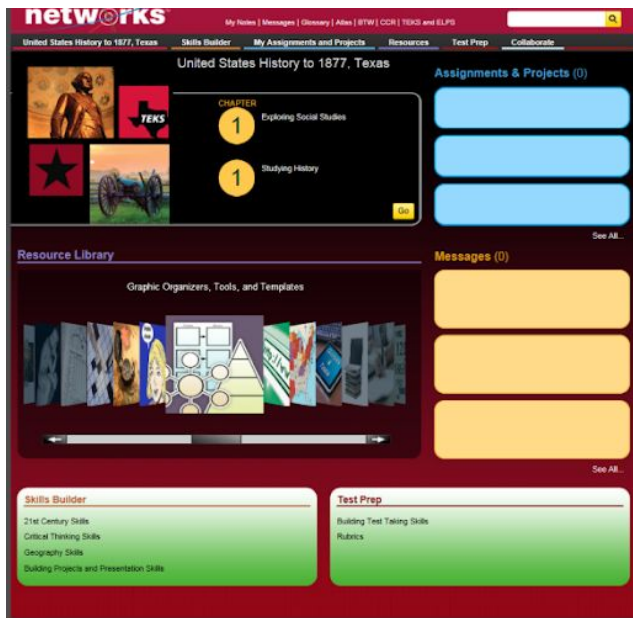 networks
My Notes | Messages | Glossary | Atlas | BTW | CCR | TEKS and ELPS
United States History to 1877, Texas
Skills Builder
My Assignments and Projects
Resources
Test Prep
Collaborate
United States History to 1877, Texas
TEKS
CHAPTER
1
Exploring Social Studies
1
Studying History
Go
Assignments & Projects (0)
See All...
Resource Library
Graphic Organizers, Tools, and Templates
Messages (0)
See All...
Skills Builder
21st Century Skills
Critical Thinking Skills
Geography Skills
Building Projects and Presentation Skills
Test Prep
Building Test Taking Skills
Rubrics